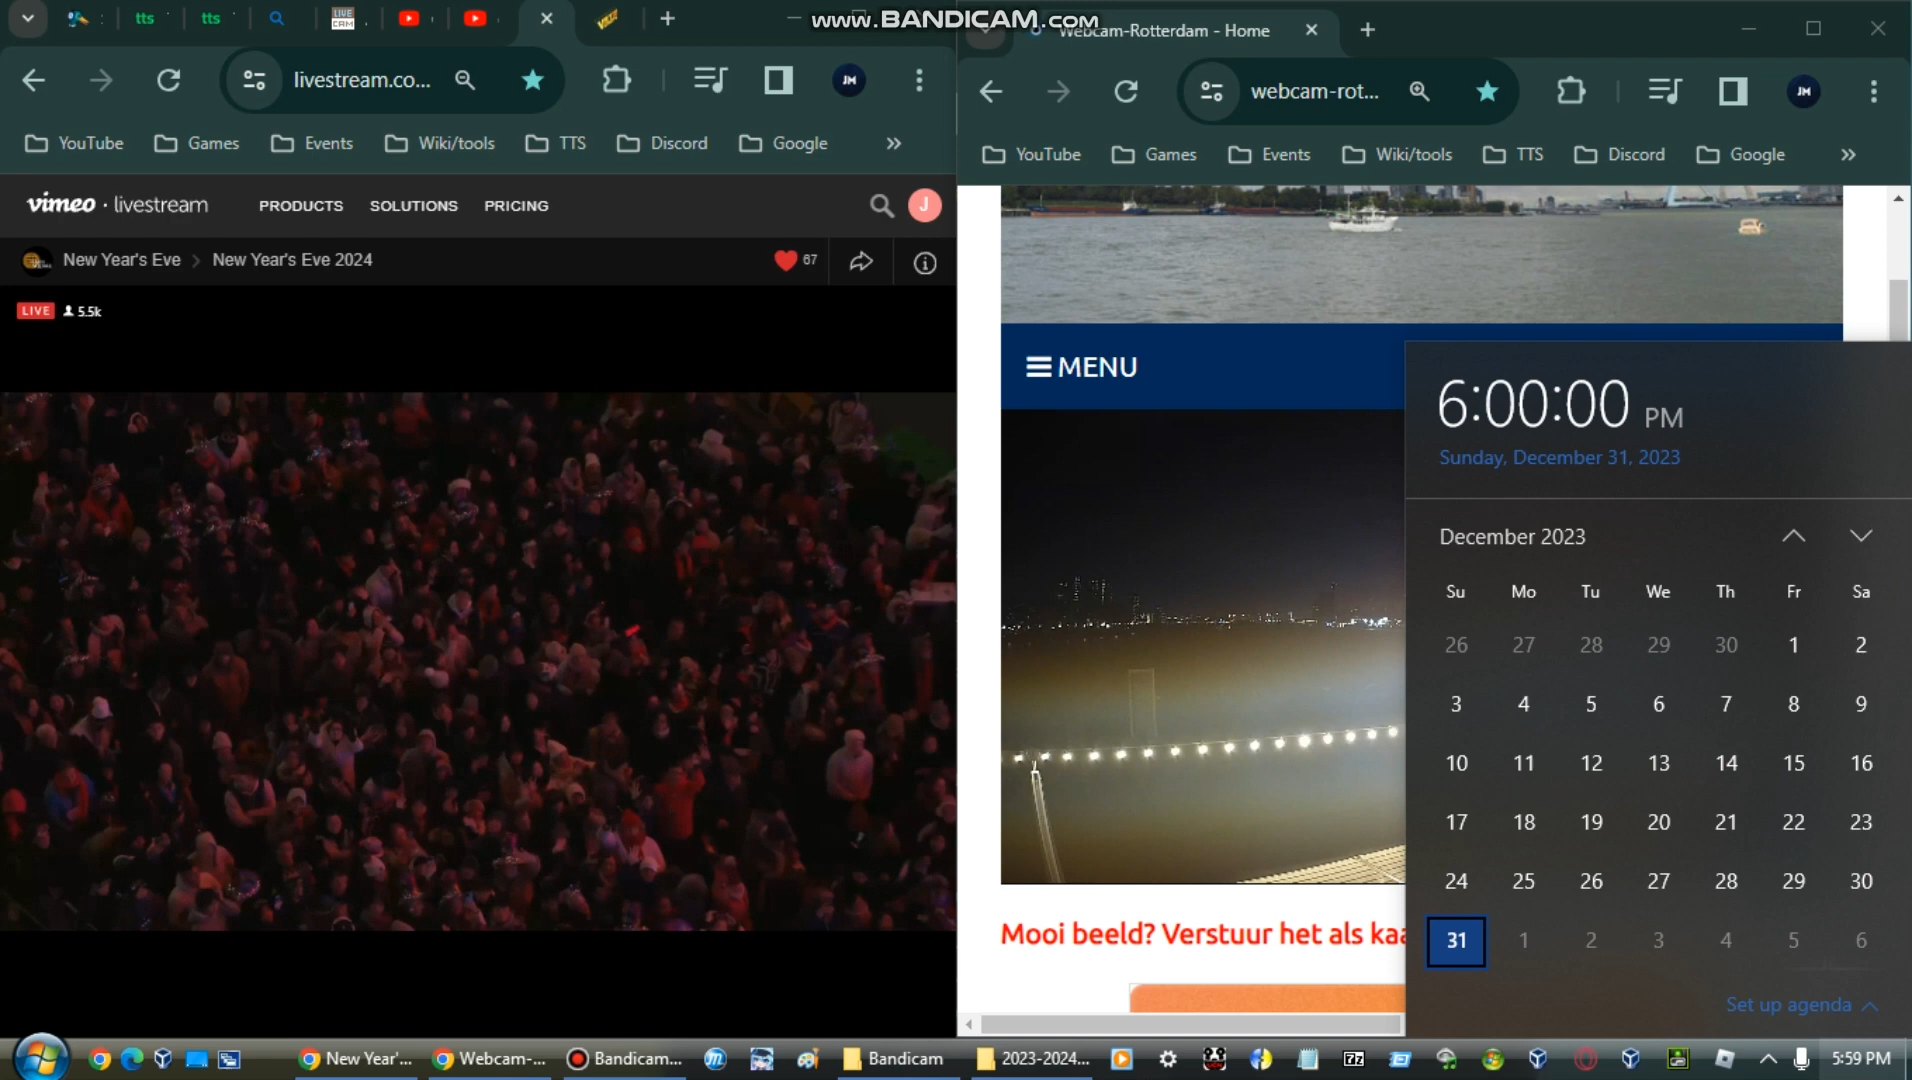 tts
tts
LIVE
CAM
www.BANDICAM.com
Webcam-Rotterdam - Home
livestream.co...
JM
webcam-rot...
JM
YouTube
Games
Events
Wiki/tools
TTS
Discord
Google
YouTube
Games
Events
Wiki/tools
TTS
Discord
Google
vimeo · livestream
PRODUCTS
SOLUTIONS
PRICING
J
New Year's Eve
New Year's Eve 2024
67
LIVE
5.5k
MENU
6:00:00 PM
Sunday, December 31, 2023
December 2023
Su Mo Tu We Th Fr Sa
26 27 28 29 30 1 2
3 4 5 6 7 8 9
10 11 12 13 14 15 16
17 18 19 20 21 22 23
24 25 26 27 28 29 30
31 1 2 3 4 5 6
Mooi beeld? Verstuur het als kaa
Set up agenda
New Year'...
Webcam-...
Bandicam...
Bandicam
2023-2024...
5:59 PM